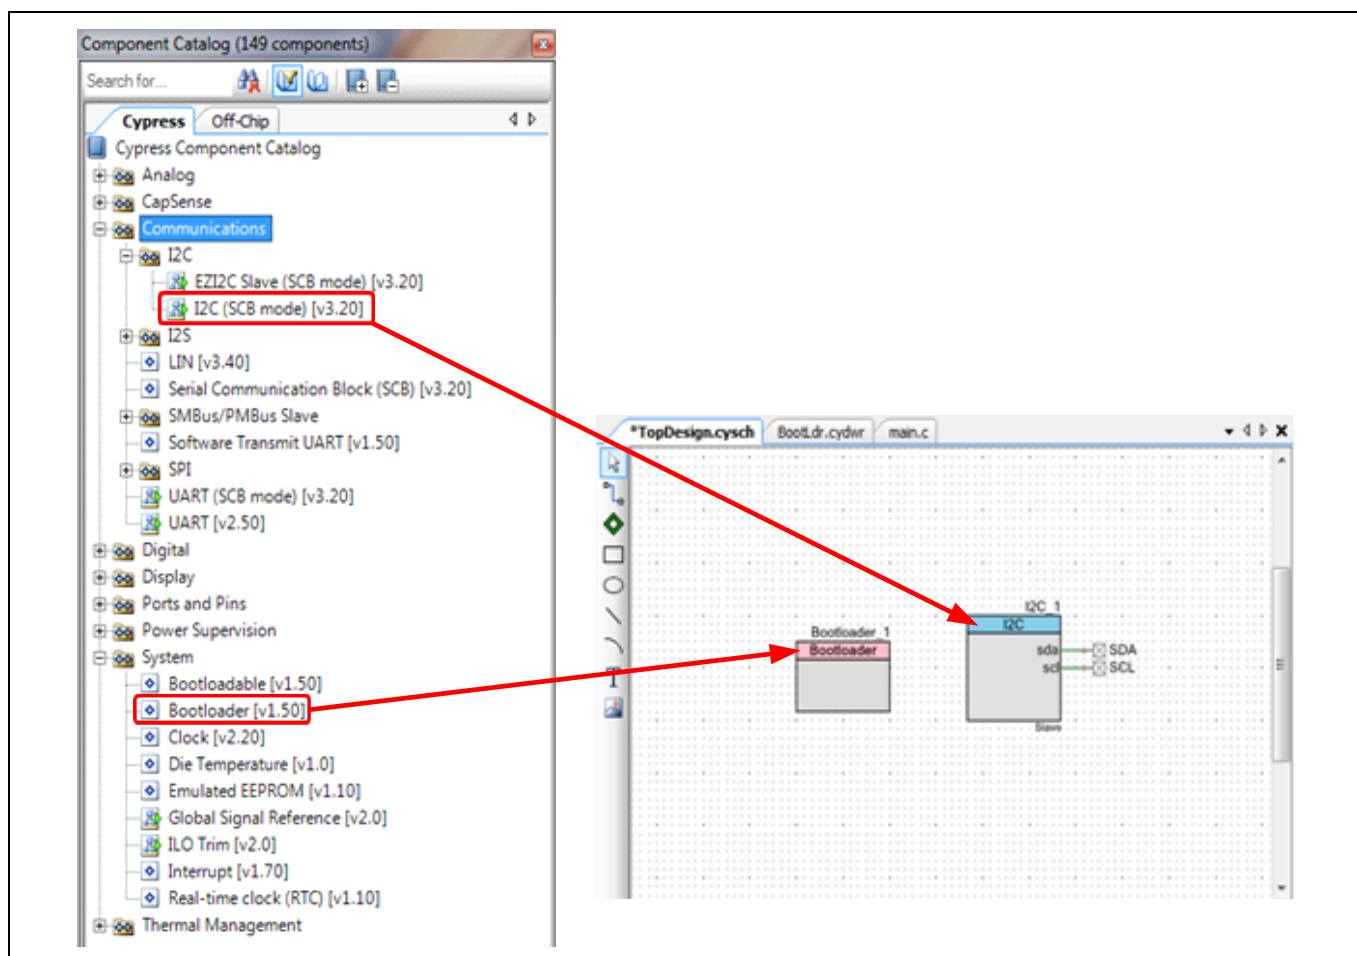 Component Catalog (149 components)
Search for...
Cypress Off-Chip
Cypress Component Catalog
Analog
CapSense
Communications
I2C
EZI2C Slave (SCB mode) [v3.20]
I2C (SCB mode) [v3.20]
I2S
LIN [v3.40]
Serial Communication Block (SCB) [v3.20]
SMBus/PMBus Slave
Software Transmit UART [v1.50]
SPI
UART (SCB mode) [v3.20]
UART [v2.50]
Digital
Display
Ports and Pins
Power Supervision
System
Bootloadable [v1.50]
Bootloader [v1.50]
Clock [v2.20]
Die Temperature [v1.0]
Emulated EEPROM [v1.10]
Global Signal Reference [v2.0]
ILO Trim [v2.0]
Interrupt [v1.70]
Real-time clock (RTC) [v1.10]
Thermal Management
*TopDesign.cysch BootLdr.cydwr main.c
T
Bootloader_1
Bootloader
I2C_1
I2C
sda SDA
scl SCL
Slave